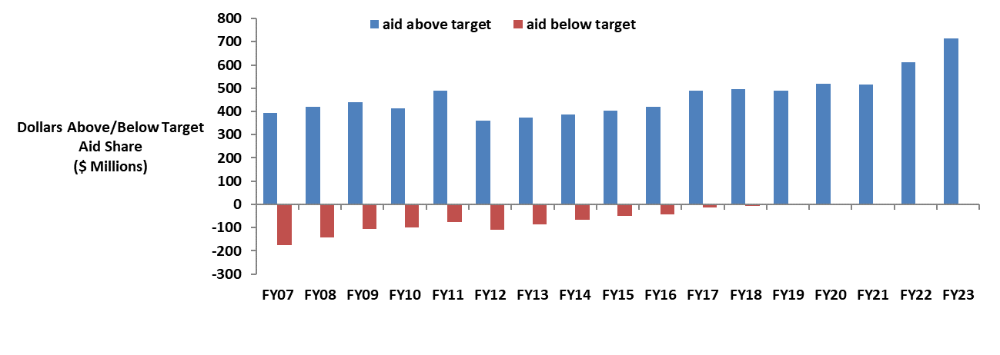 800
700
600
500
400
300
200
100
0
-100
-200
-300
aid above target
aid below target
Dollars Above/Below Target
Aid Share
($ Millions)
FY07 FY08 FY09 FY10 FY11 FY12 FY13 FY14 FY15 FY16 FY17 FY18 FY19 FY20 FY21 FY22 FY23